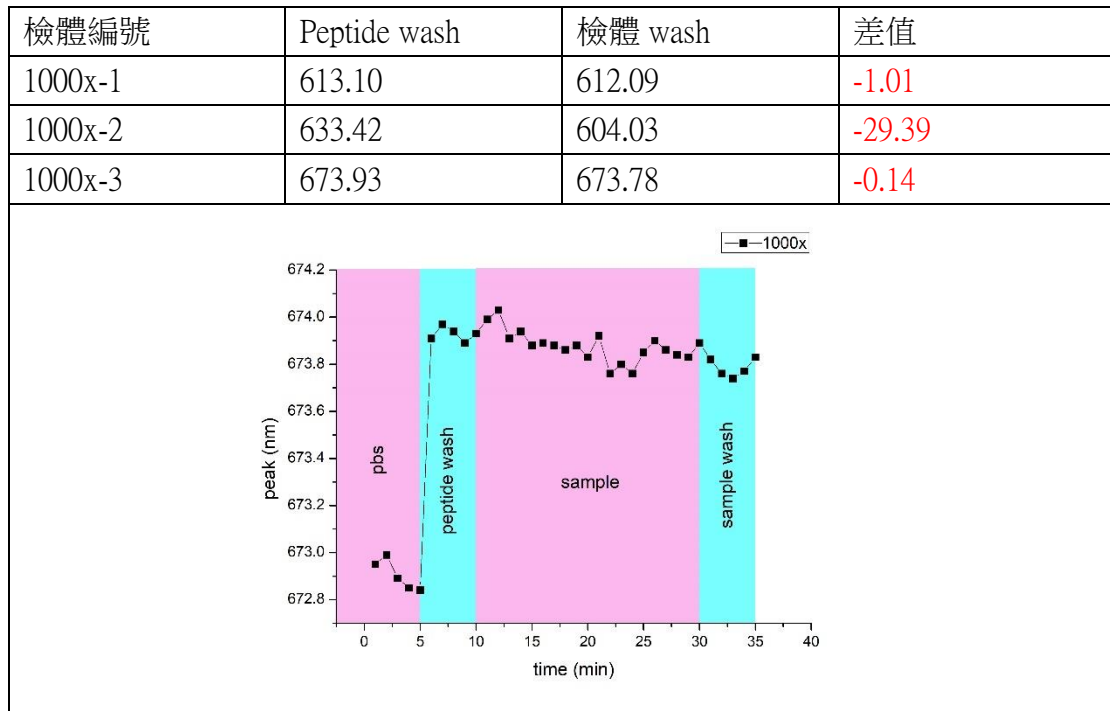 檢體編號 Peptide wash 檢體 wash 差值
1000x-1 613.10 612.09 -1.01
1000x-2 633.42 604.03 -29.39
1000x-3 673.93 673.78 -0.14
1000x
674.2
674.0
673.8
673.6
673.4
673.2
673.0
672.8
peak (nm)
pbs
peptide wash
sample
sample wash
0 5 10 15 20 25 30 35 40
time (min)